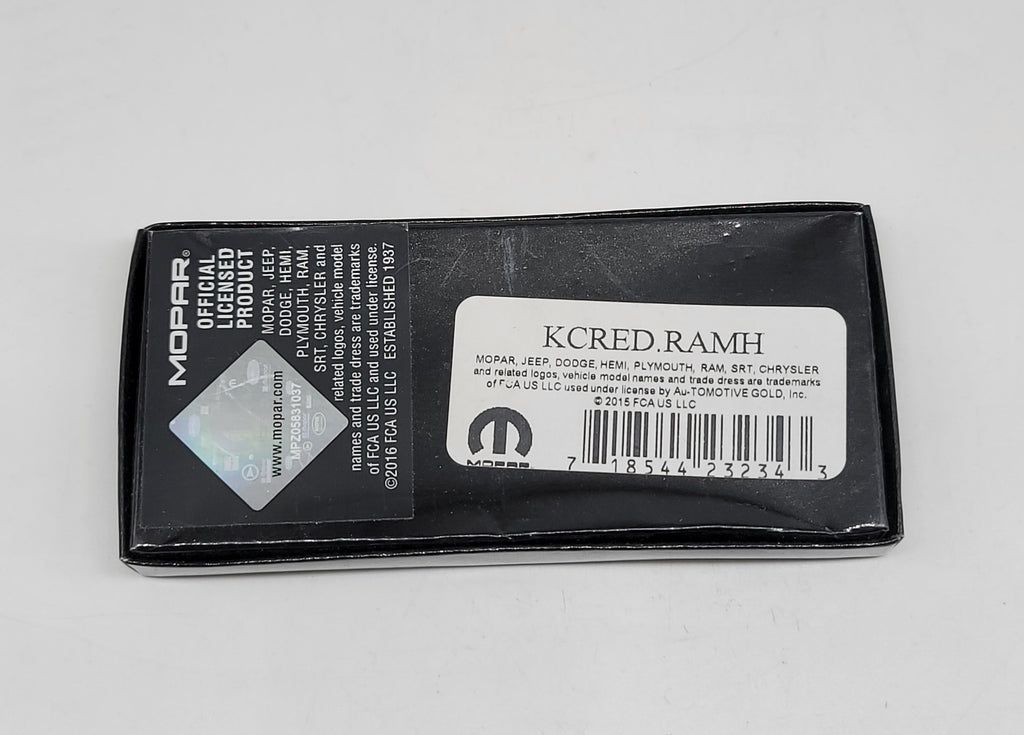 MOPAR®
OFFICIAL
LICENSED
PRODUCT
MOPAR, JEEP,
DODGE, HEMI,
PLYMOUTH, RAM,
SRT, CHRYSLER and
related logos, vehicle model
names and trade dress are trademarks
of FCA US LLC and used under license.
©2016 FCA US LLC ESTABLISHED 1937
www.mopar.com
MPZ05831037
KCRED.RAMH
MOPAR, JEEP, DODGE, HEMI, PLYMOUTH, RAM, SRT, CHRYSLER
and related logos, vehicle model names and trade dress are trademarks
of FCA US LLC used under license by Au-TOMOTIVE GOLD, Inc.
© 2015 FCA US LLC
MOPAR
7 18544 23234 3